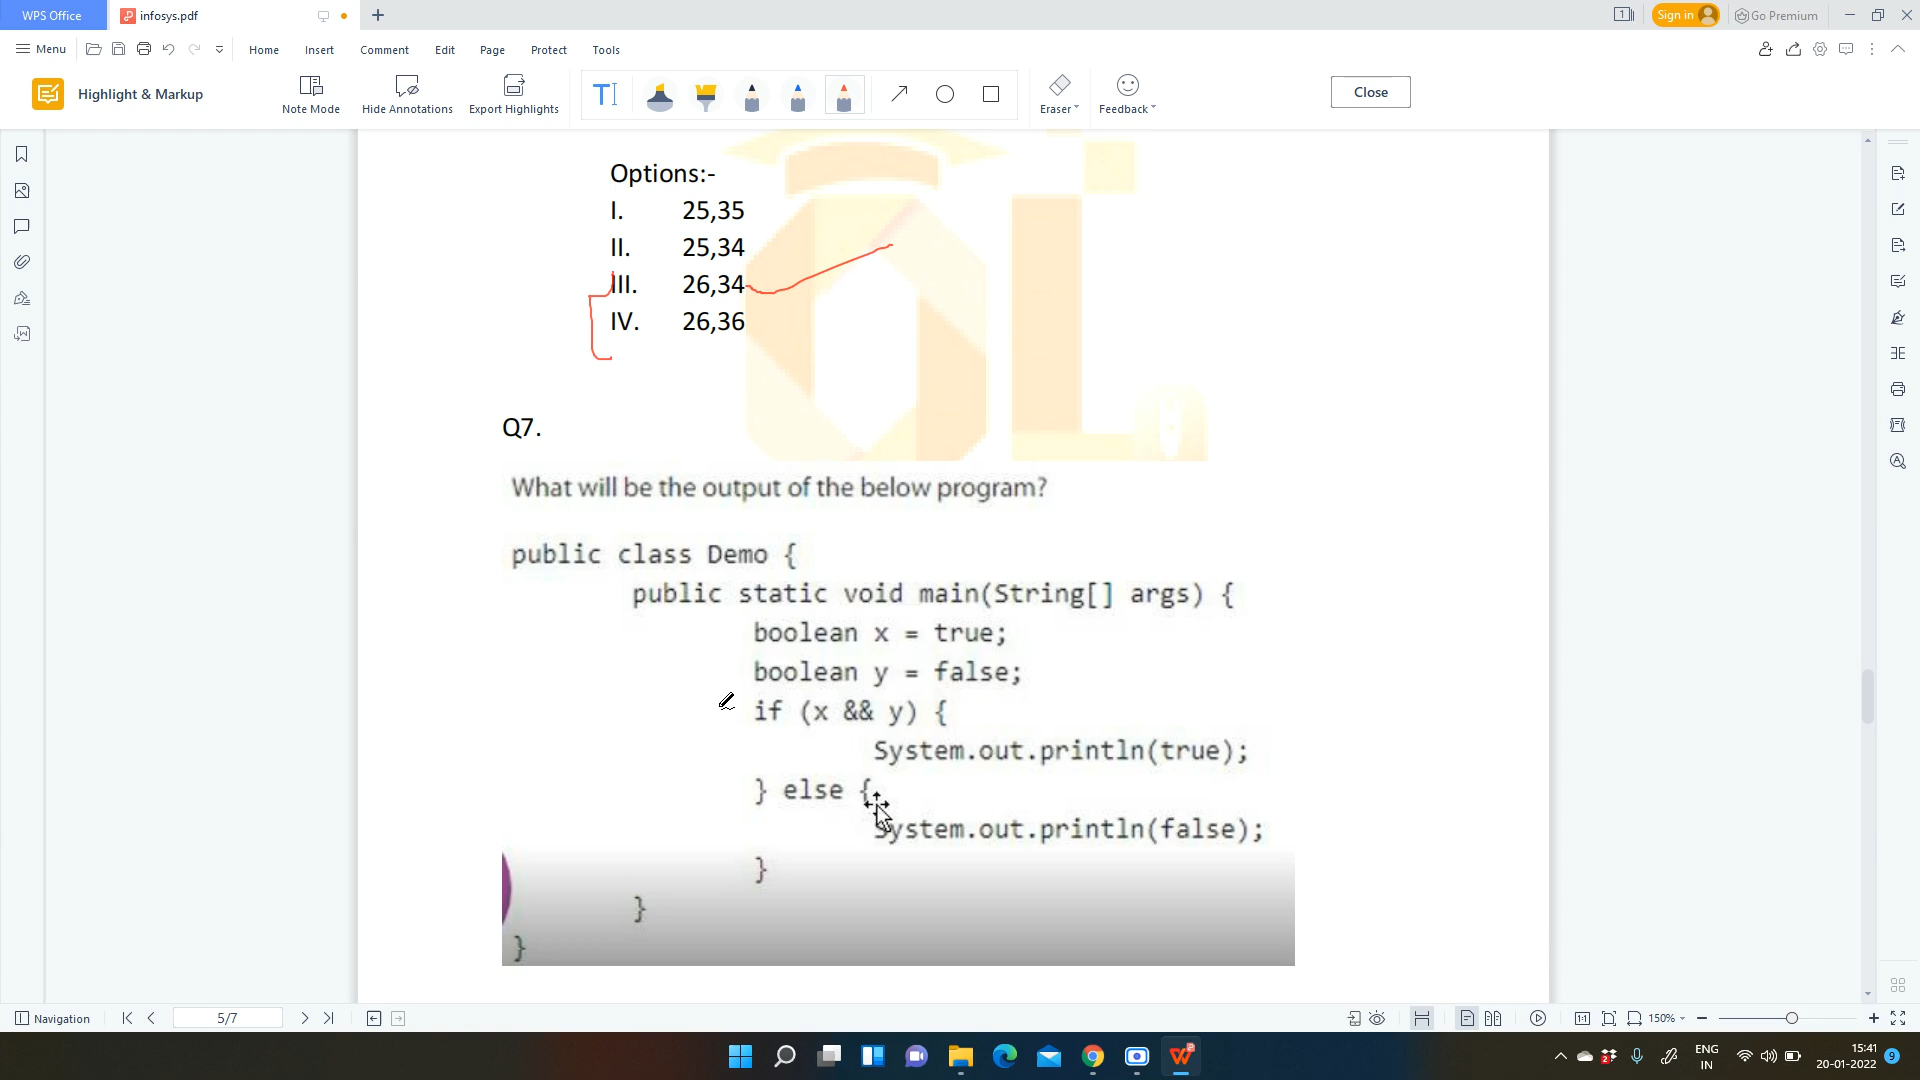 WPS Office
infosys.pdf
1
Sign in
Go Premium
Menu
Home
Insert
Comment
Edit
Page
Protect
Tools
Highlight & Markup
Note Mode
Hide Annotations
Export Highlights
Eraser
Feedback
Close
Options:-
I. 25,35
II. 25,34
III. 26,34
IV. 26,36
Q7.
What will be the output of the below program?
public class Demo {
public static void main(String[] args) {
boolean x = true;
boolean y = false;
if (x && y) {
System.out.println(true);
} else {
System.out.println(false);
}
}
}
Navigation
5/7
1:1
150%
ENG
IN
15:41
20-01-2022
9